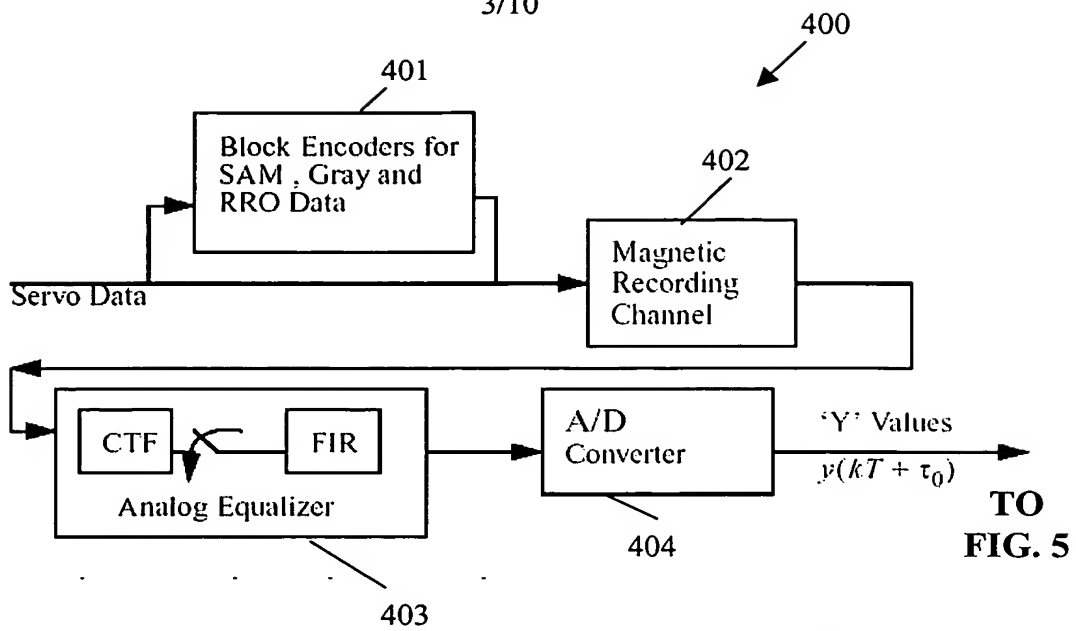 3/10
400
401
Block Encoders for
SAM , Gray and
RRO Data
402
Magnetic
Recording
Channel
Servo Data
CTF
FIR
Analog Equalizer
A/D
Converter
‘Y’ Values
y(kT + τ₀)
TO
FIG. 5
404
403